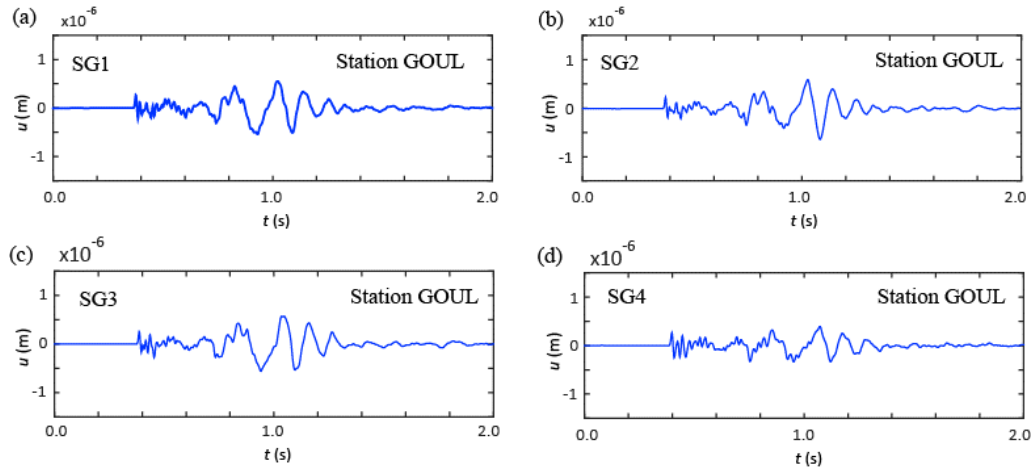 (a) x10-6
SG1 Station GOUL
1
0
-1
u (m)
0.0 1.0 2.0
t (s)
(b) x10-6
SG2 Station GOUL
1
0
-1
u (m)
0.0 1.0 2.0
t (s)
(c) x10-6
SG3 Station GOUL
1
0
-1
u (m)
0.0 1.0 2.0
t (s)
(d) x10-6
SG4 Station GOUL
1
0
-1
u (m)
0.0 1.0 2.0
t (s)